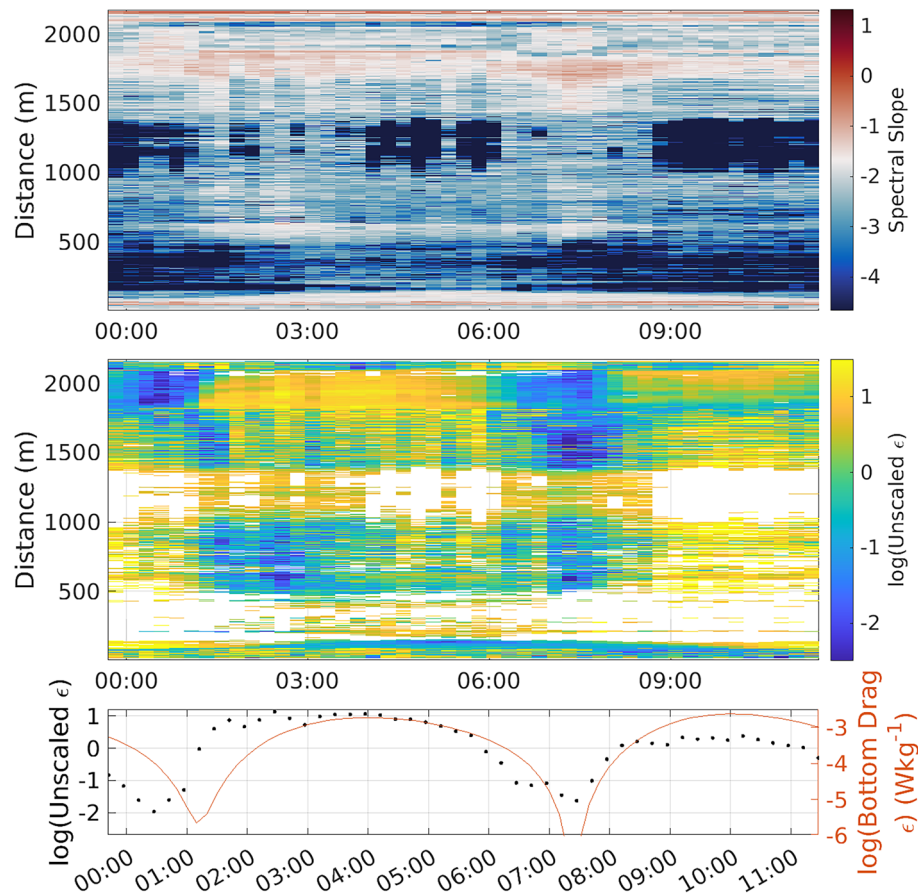 2000
1500
1000
500
Distance (m)
00:00 03:00 06:00 09:00
1
0
-1
-2
-3
-4
Spectral Slope
2000
1500
1000
500
Distance (m)
00:00 03:00 06:00 09:00
1
0
-1
-2
log(Unscaled ϵ)
1
0
-1
-2
log(Unscaled ϵ)
-3
-4
-5
-6
log(Bottom Drag
ϵ) (Wkg⁻¹)
00:00 01:00 02:00 03:00 04:00 05:00 06:00 07:00 08:00 09:00 10:00 11:00